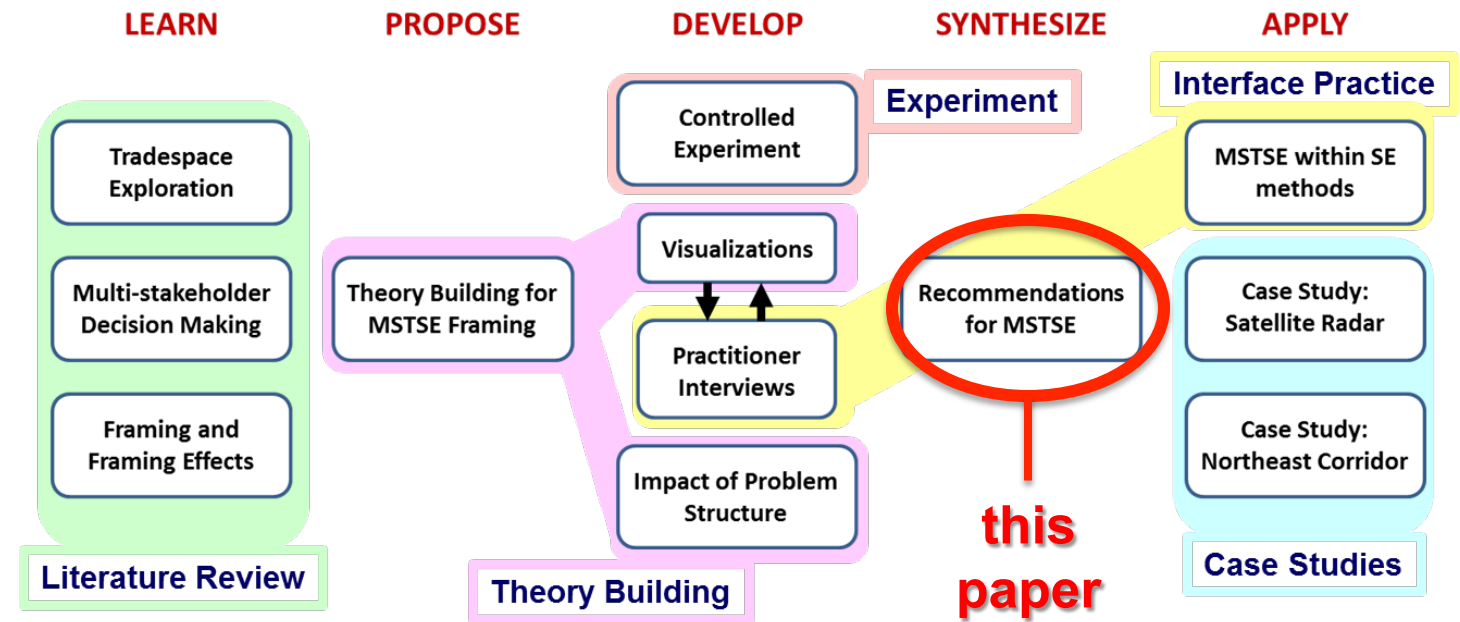 LEARN
PROPOSE
DEVELOP
SYNTHESIZE
APPLY
Tradespace
Exploration
Multi-stakeholder
Decision Making
Framing and
Framing Effects
Literature Review
Theory Building for
MSTSE Framing
Controlled
Experiment
Experiment
Visualizations
Practitioner
Interviews
Impact of Problem
Structure
Theory Building
Recommendations
for MSTSE
this
paper
Interface Practice
MSTSE within SE
methods
Case Study:
Satellite Radar
Case Study:
Northeast Corridor
Case Studies